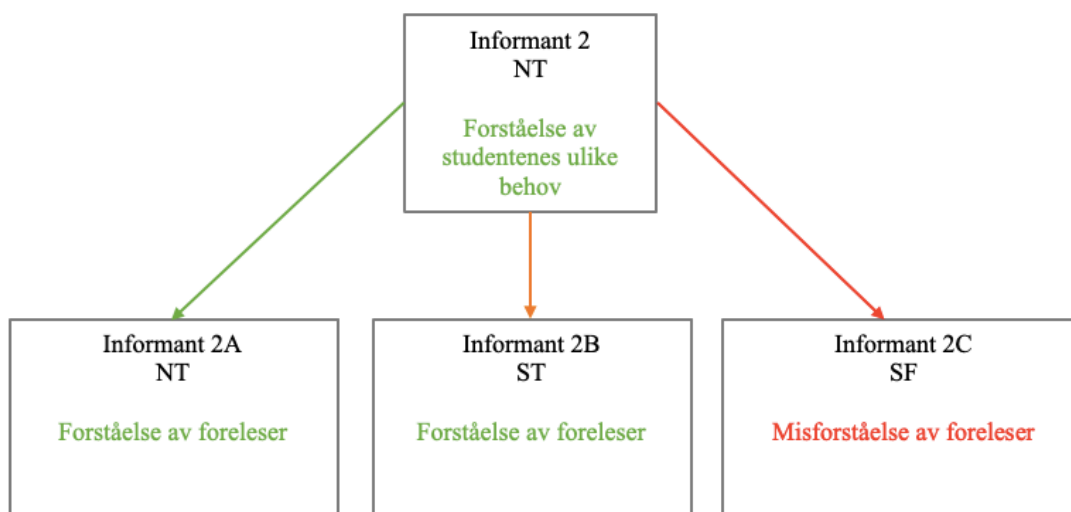 Informant 2
NT
Forståelse av
studentenes ulike
behov
Informant 2A
NT
Forståelse av foreleser
Informant 2B
ST
Forståelse av foreleser
Informant 2C
SF
Misforståelse av foreleser